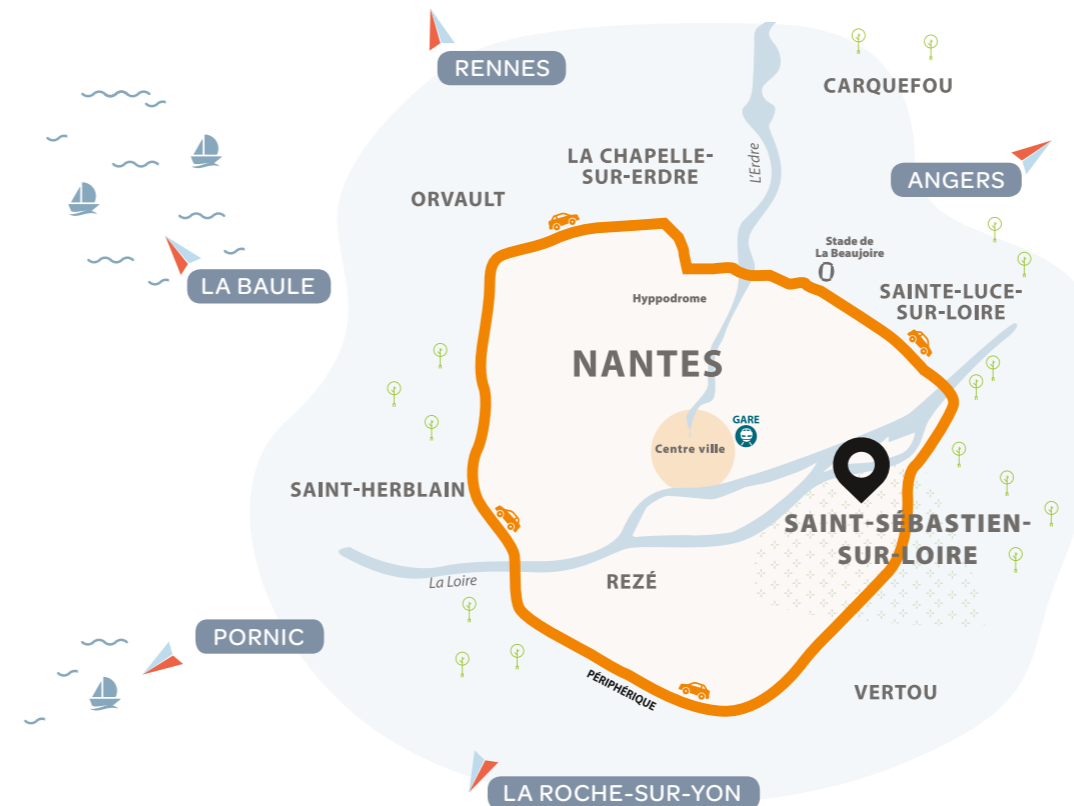 RENNES
CARQUEFOU
LA CHAPELLE-
SUR-ERDRE
L'Erdre
ANGERS
ORVAULT
Stade de
La Beaujoire
LA BAULE
Hyppodrome
SAINTE-LUCE-
SUR-LOIRE
NANTES
GARE
Centre ville
SAINT-HERBLAIN
SAINT-SÉBASTIEN-
SUR-LOIRE
La Loire
REZÉ
PORNIC
PÉRIPHÉRIQUE
VERTOU
LA ROCHE-SUR-YON